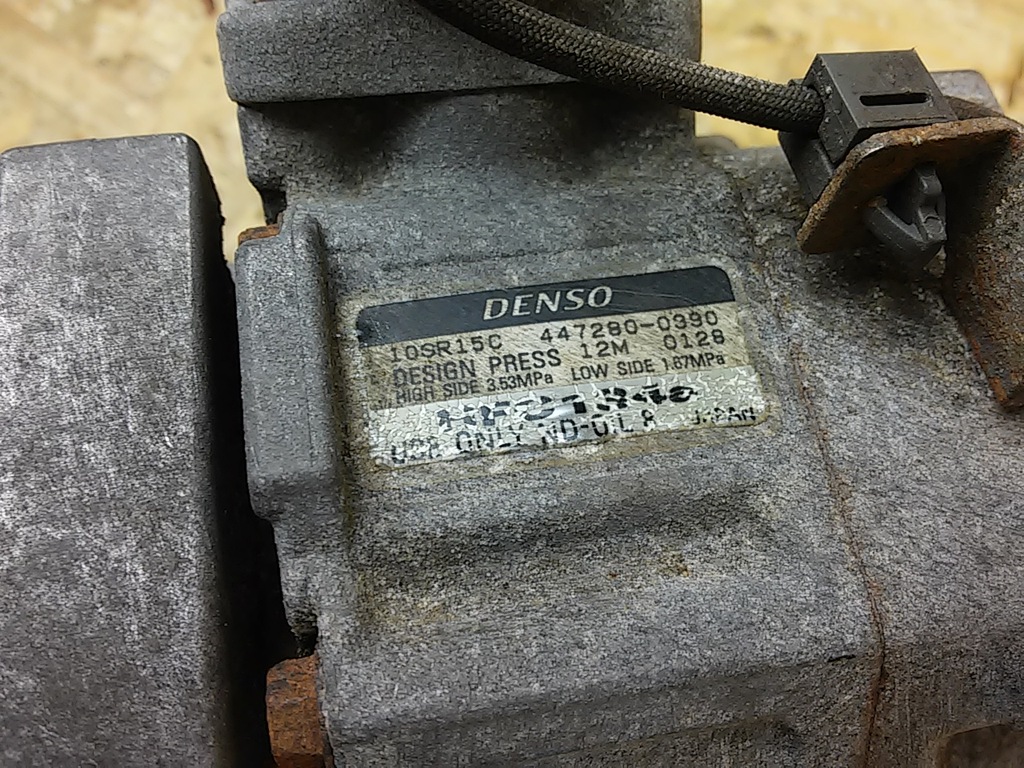 DENSO
10SR15C 447280-0390
DESIGN PRESS 12M 0128
HIGH SIDE 3.53MPa LOW SIDE 1.67MPa
USE ONLY ND-OIL 8 JAPAN